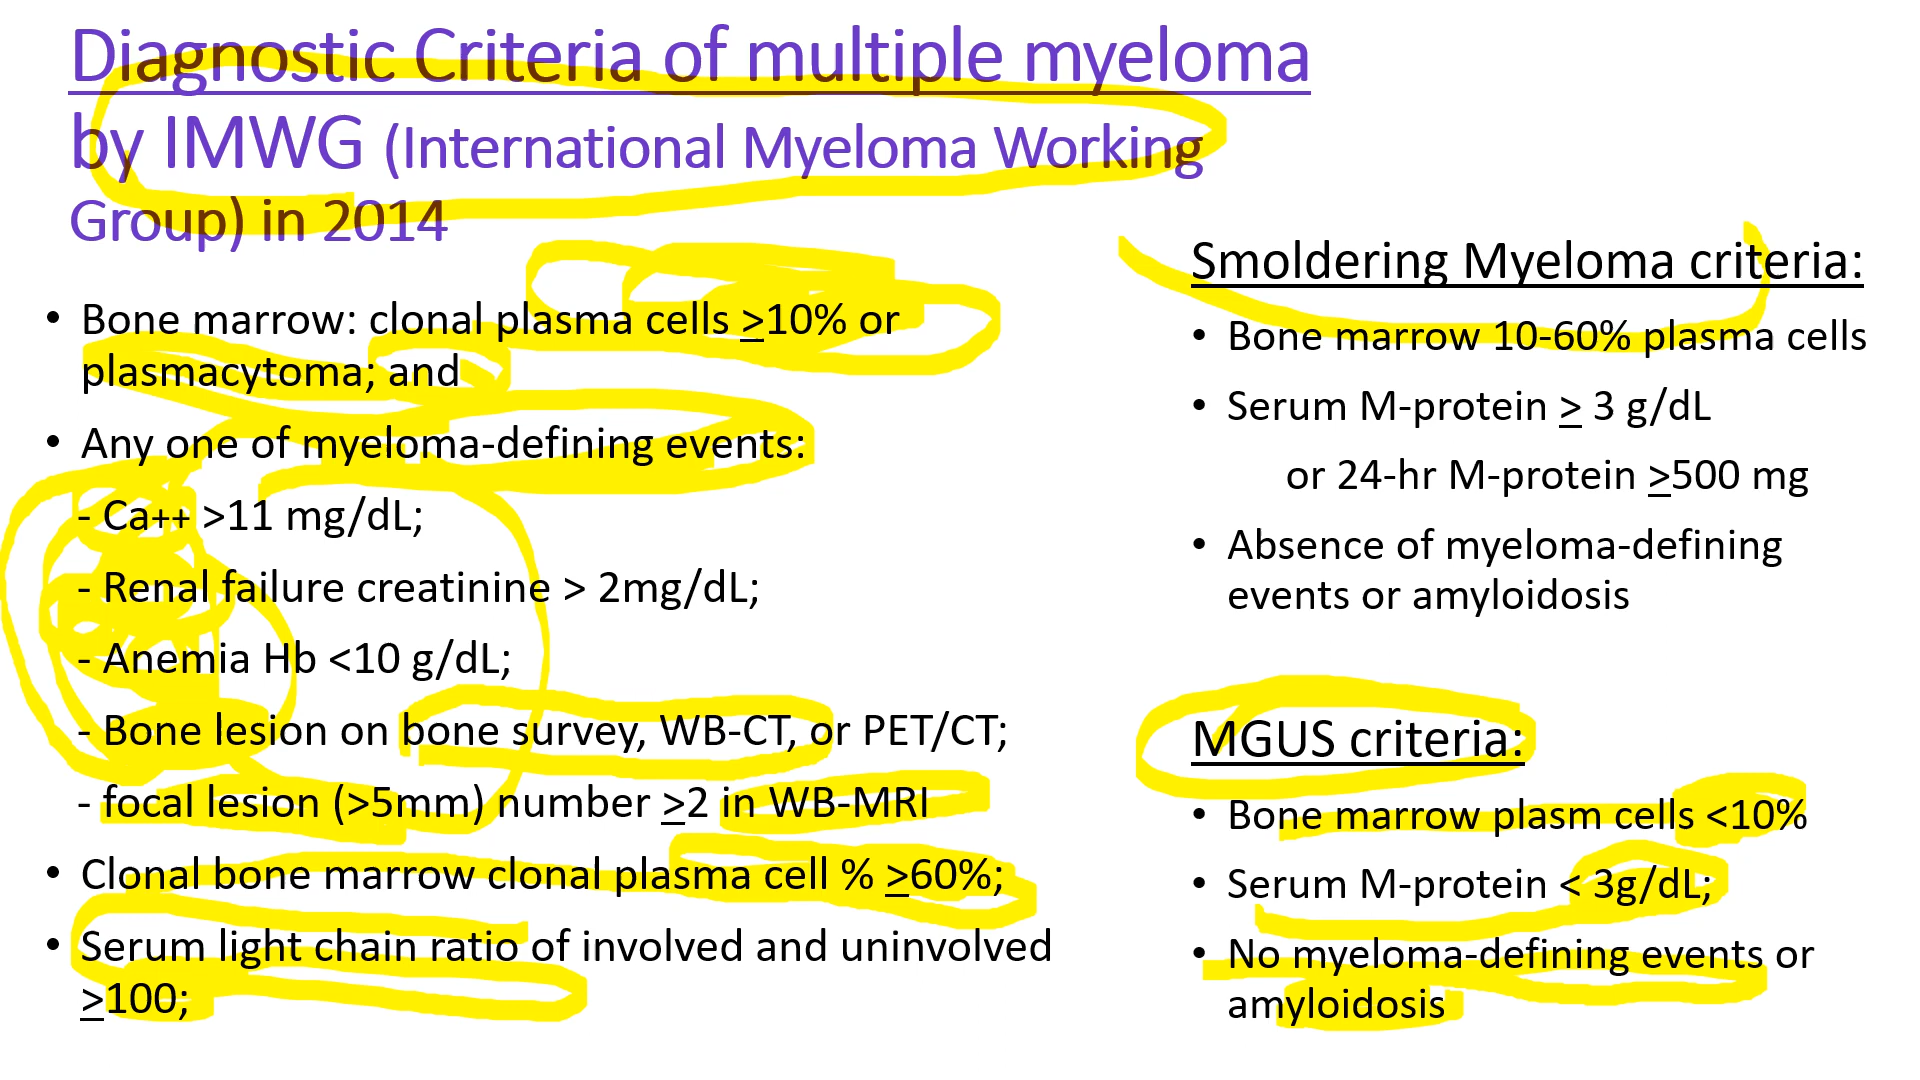 Diagnostic Criteria of multiple myeloma
by IMWG (International Myeloma Working
Group) in 2014
• Bone marrow: clonal plasma cells ≥10% or
plasmacytoma; and
• Any one of myeloma-defining events:
- Ca++ >11 mg/dL;
- Renal failure creatinine > 2mg/dL;
- Anemia Hb <10 g/dL;
- Bone lesion on bone survey, WB-CT, or PET/CT;
- focal lesion (>5mm) number ≥2 in WB-MRI
• Clonal bone marrow clonal plasma cell % ≥60%;
• Serum light chain ratio of involved and uninvolved
≥100;
Smoldering Myeloma criteria:
• Bone marrow 10-60% plasma cells
• Serum M-protein ≥ 3 g/dL
or 24-hr M-protein ≥500 mg
• Absence of myeloma-defining
events or amyloidosis
MGUS criteria:
• Bone marrow plasm cells <10%
• Serum M-protein < 3g/dL;
• No myeloma-defining events or
amyloidosis